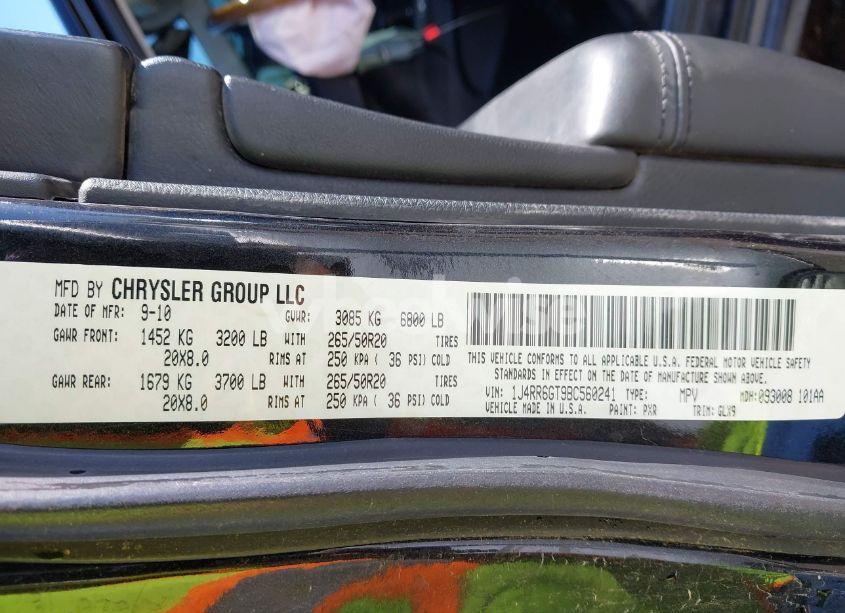 MFD BY CHRYSLER GROUP LLC
DATE OF MFR: 9-10 GVWR: 3085 KG 6800 LB
GAWR FRONT: 1452 KG 3200 LB WITH 265/50R20 TIRES
20X8.0 RIMS AT 250 KPA ( 36 PSI) COLD
GAWR REAR: 1679 KG 3700 LB WITH 265/50R20 TIRES
20X8.0 RIMS AT 250 KPA ( 36 PSI) COLD
THIS VEHICLE CONFORMS TO ALL APPLICABLE U.S.A. FEDERAL MOTOR VEHICLE SAFETY
STANDARDS IN EFFECT ON THE DATE OF MANUFACTURE SHOWN ABOVE.
VIN: 1J4RR6GT9BC560241 TYPE: MPV MDH: 093008 101AA
VEHICLE MADE IN U.S.A. PAINT: PXR TRIM: GLX9